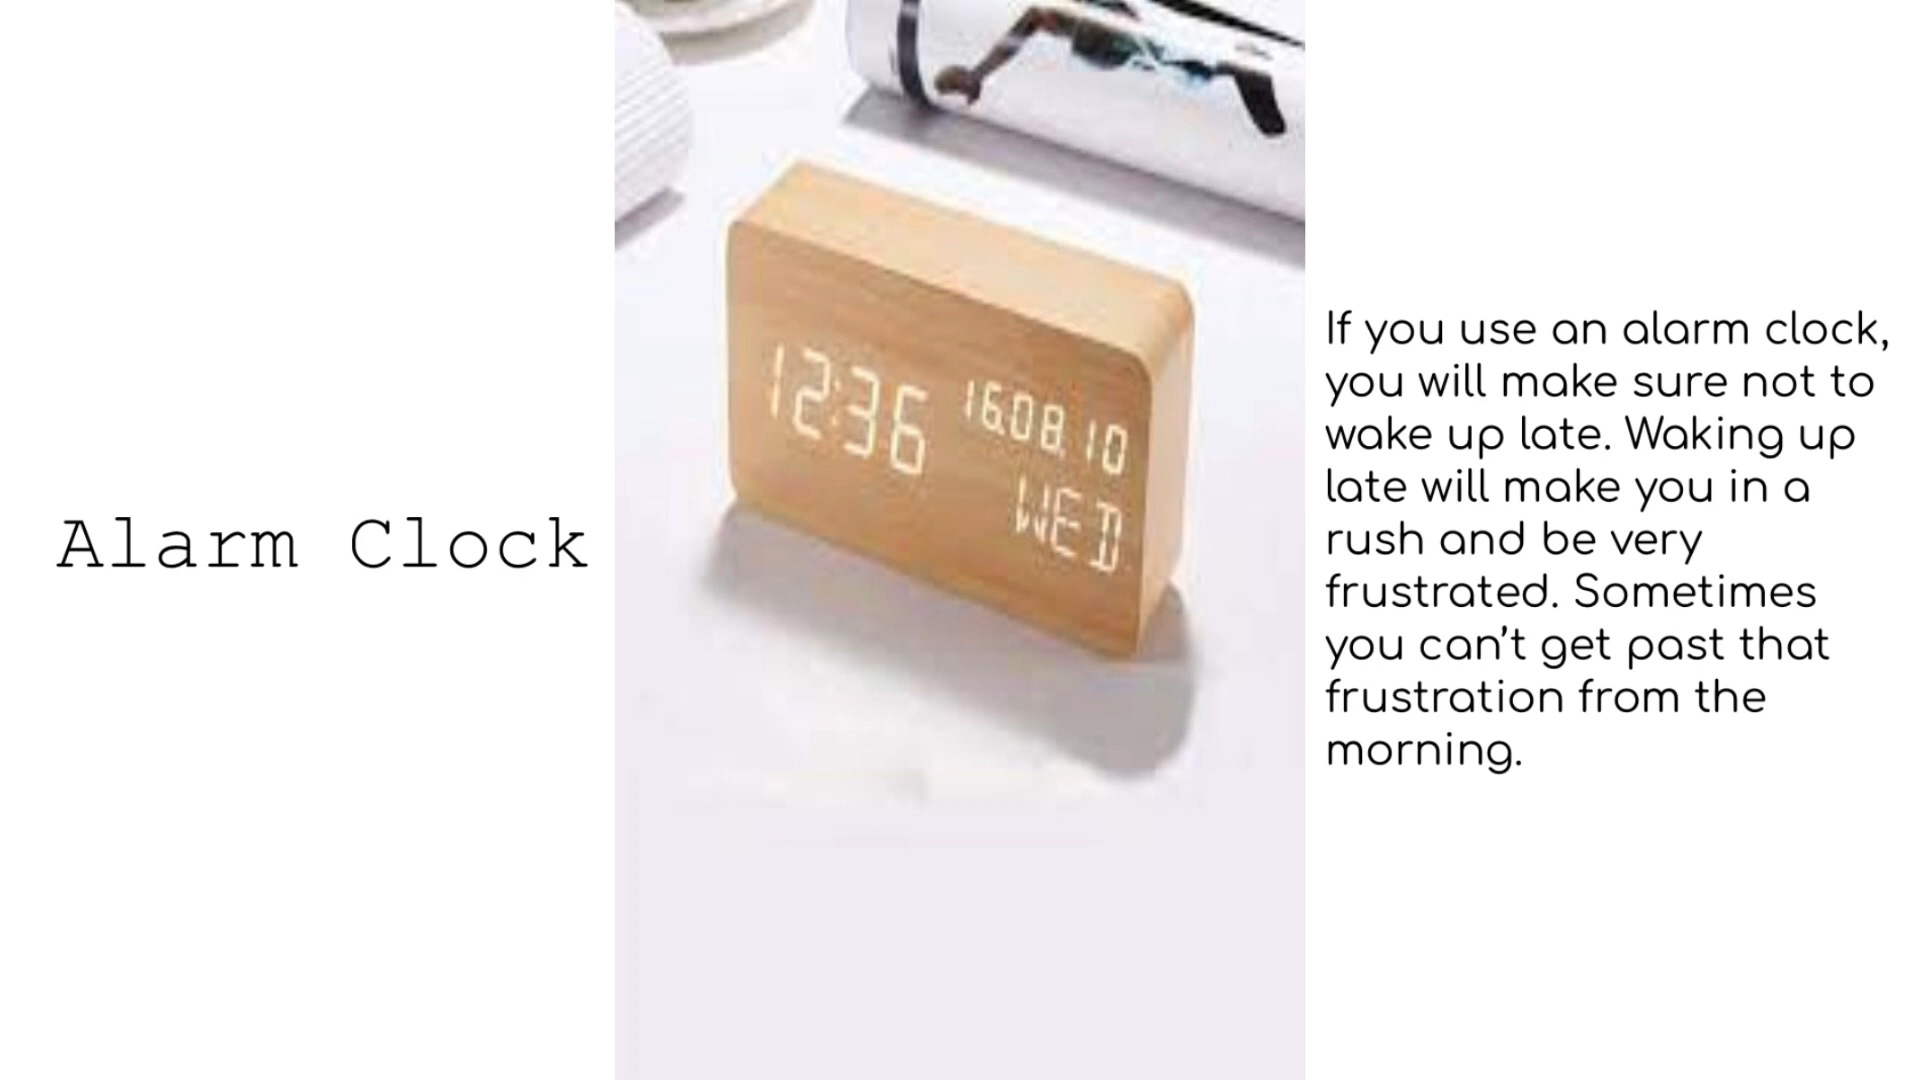 Alarm Clock
12:36
16.08.10
WED
If you use an alarm clock,
you will make sure not to
wake up late. Waking up
late will make you in a
rush and be very
frustrated. Sometimes
you can't get past that
frustration from the
morning.